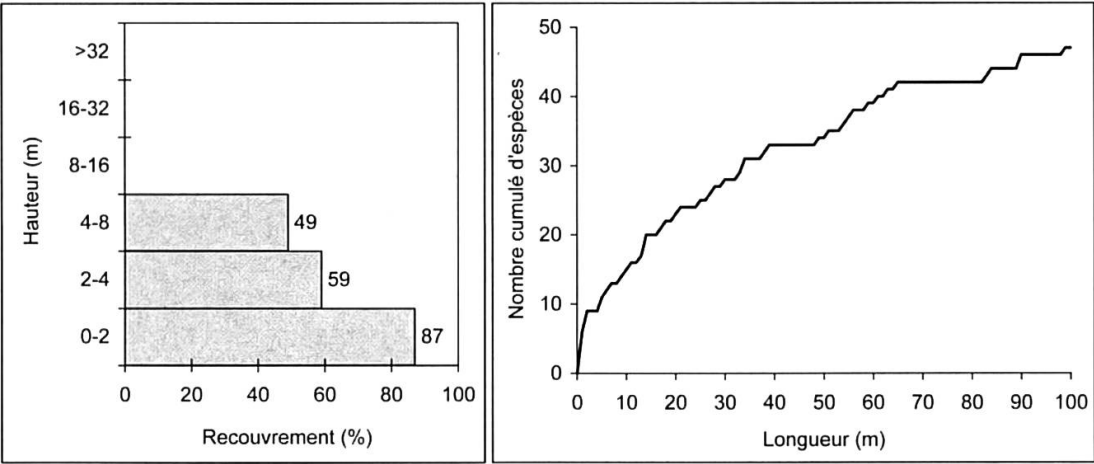 Hauteur (m)
>32
16-32
8-16
4-8
2-4
0-2
49
59
87
0 20 40 60 80 100
Recouvrement (%)
Nombre cumulé d'espèces
50
40
30
20
10
0
0 10 20 30 40 50 60 70 80 90 100
Longueur (m)